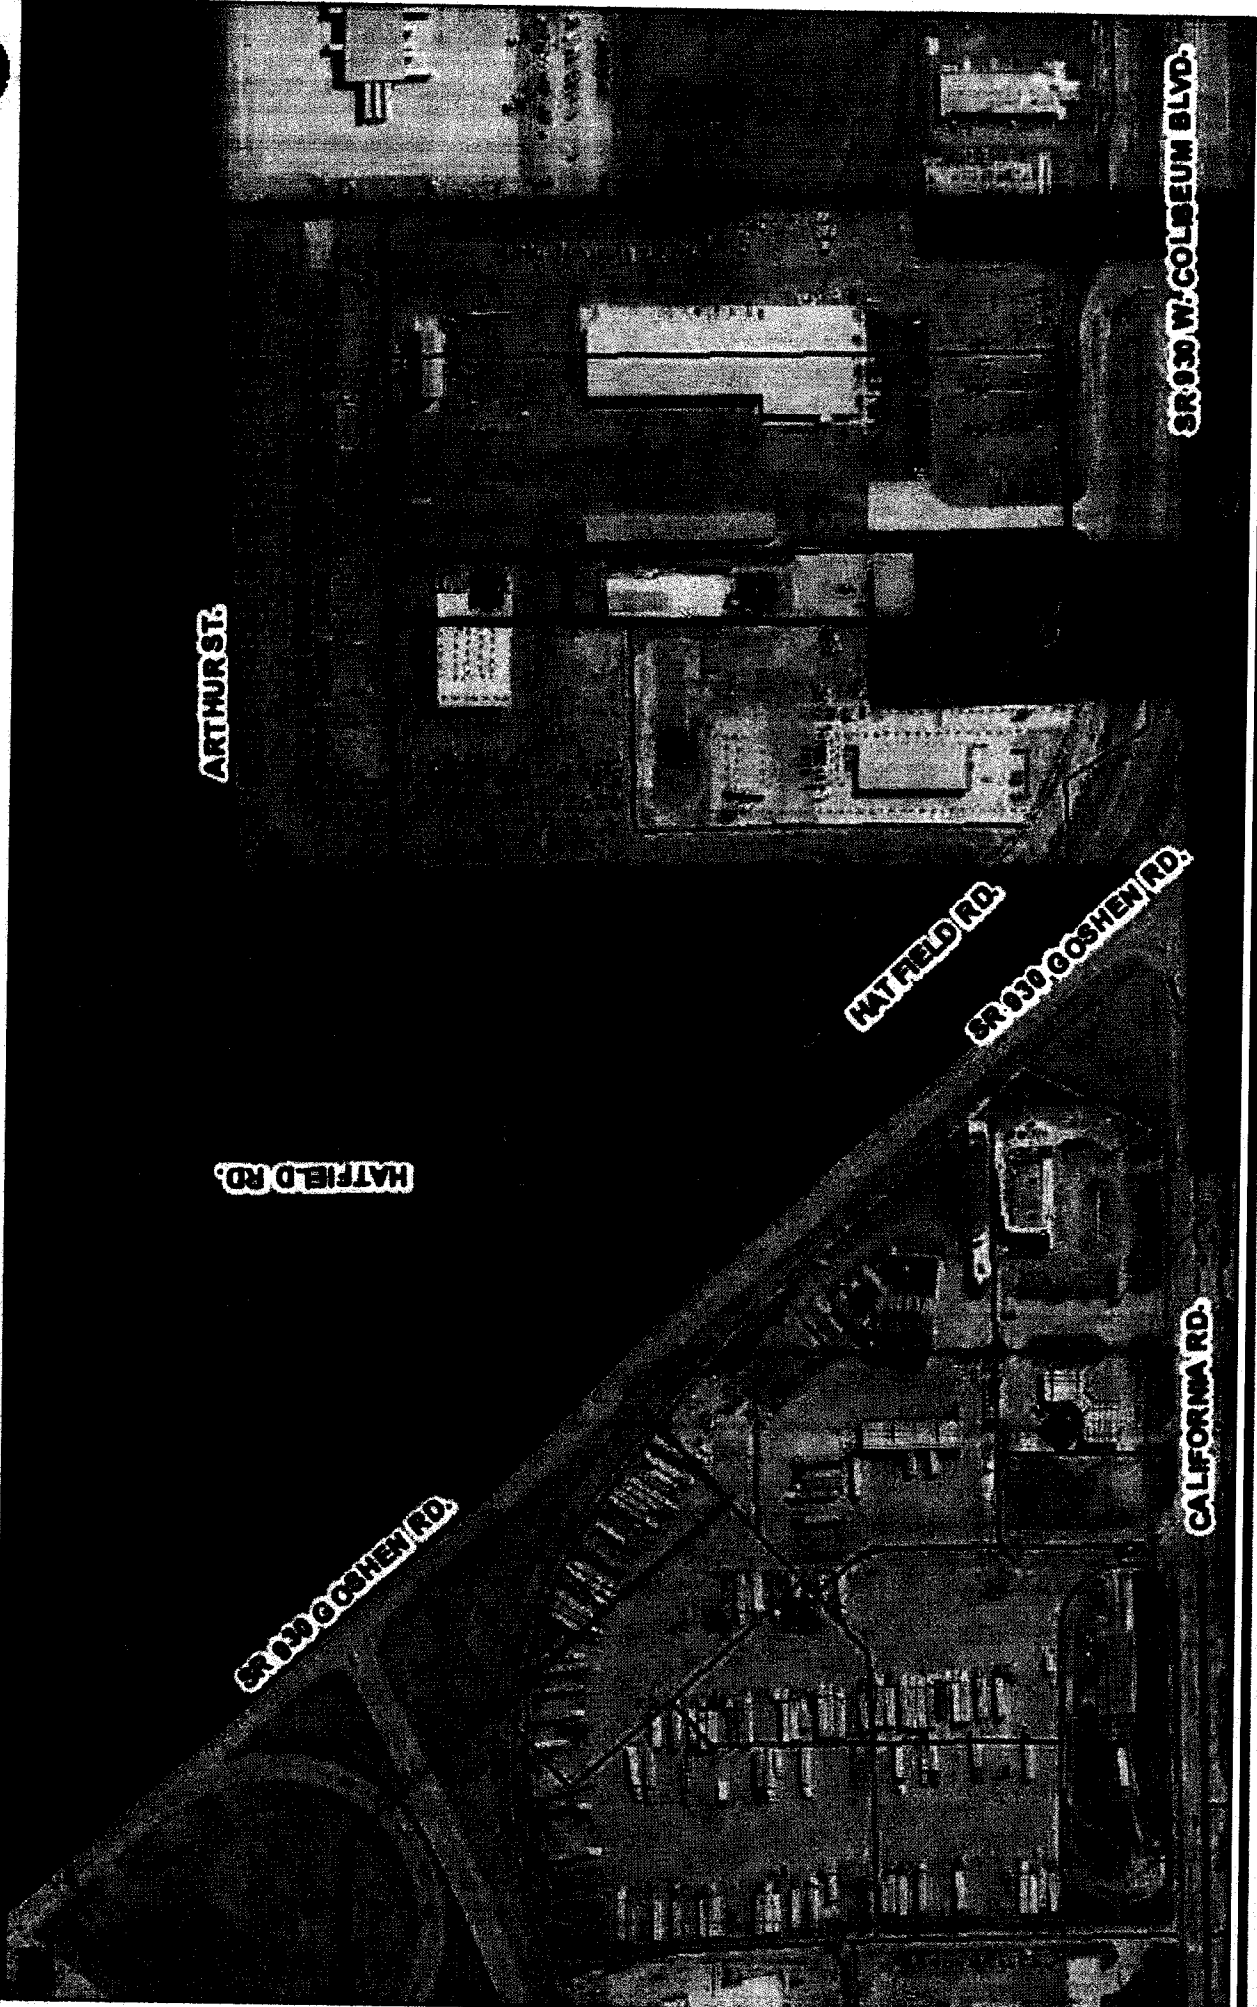 SR 930 W. COLISEUM BLVD.
ARTHUR ST.
HATFIELD RD.
SR 930 GOSHEN RD.
HATFIELD RD.
CALIFORNIA RD.
SR 930 GOSHEN RD.